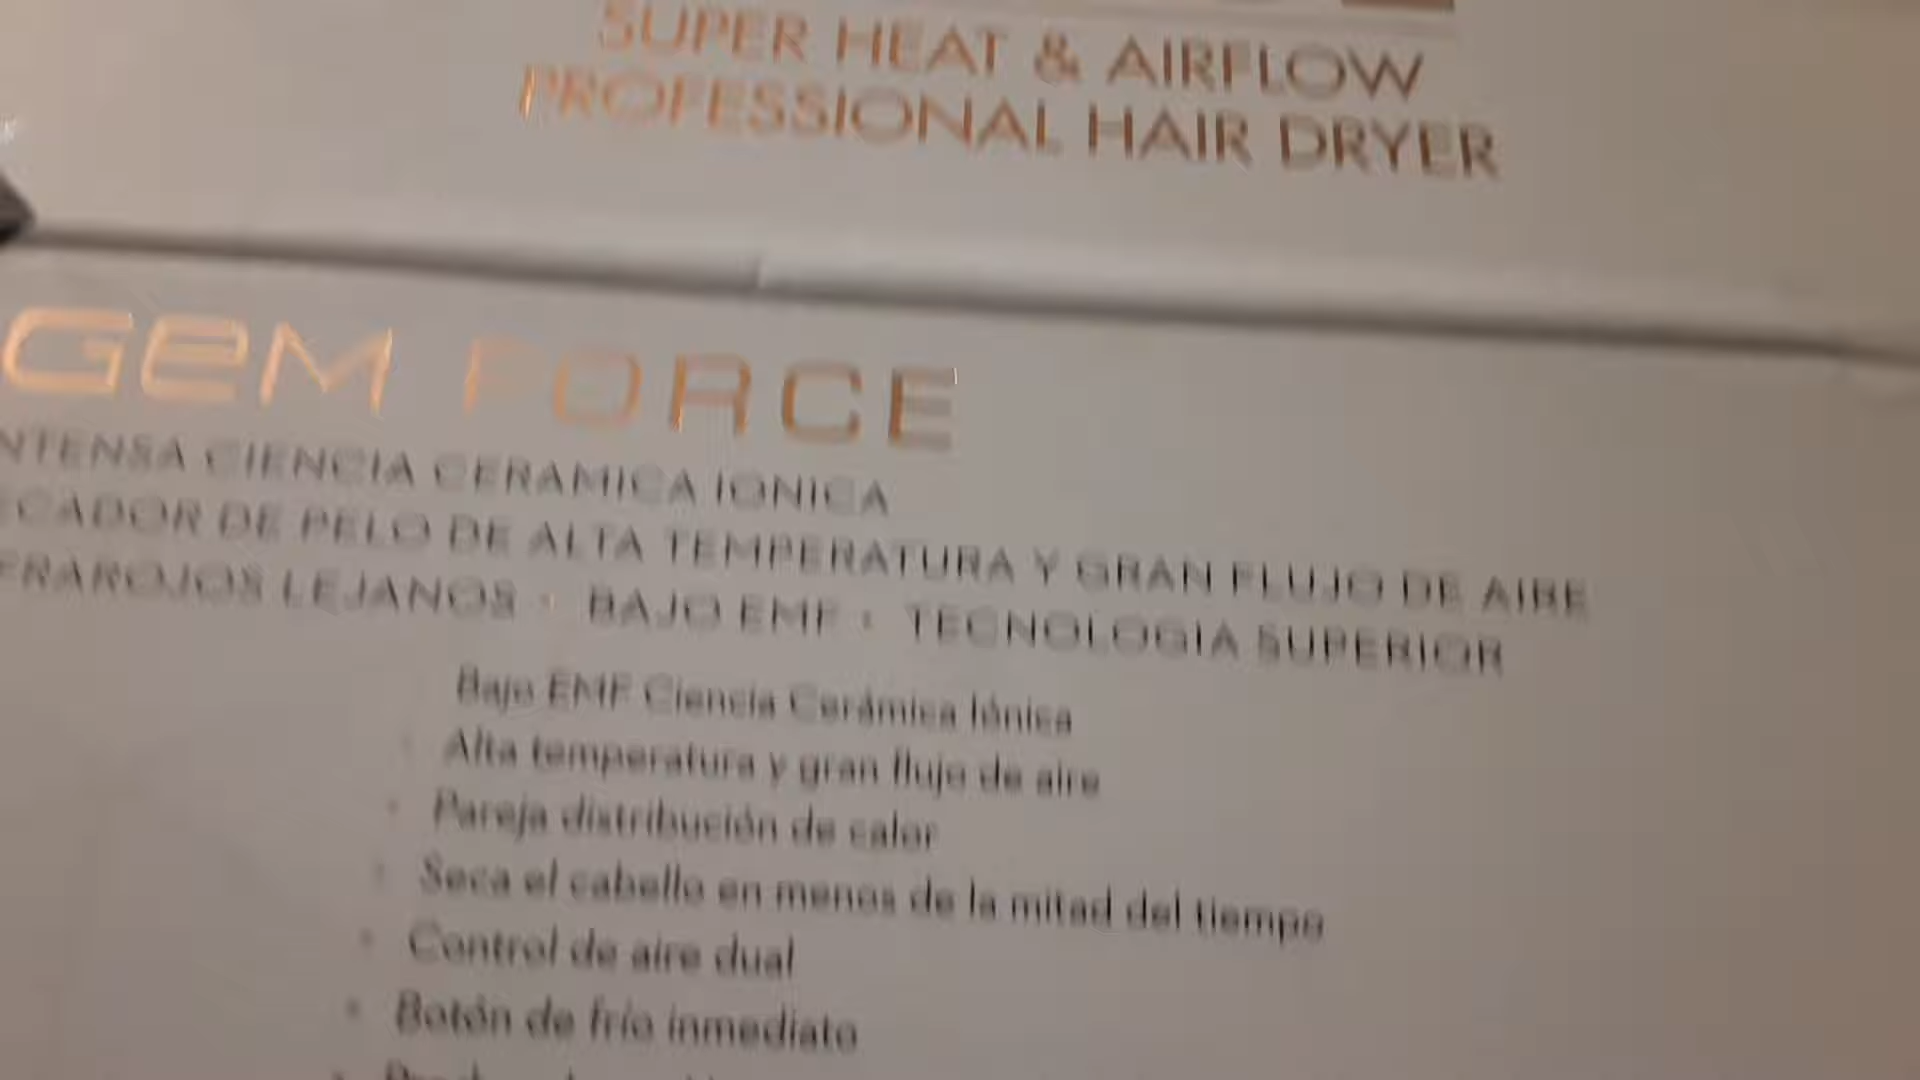 SUPER HEAT & AIRFLOW
PROFESSIONAL HAIR DRYER
GEM FORCE
NTENSA CIENCIA CERAMICA IONICA
ECADOR DE PELO DE ALTA TEMPERATURA Y GRAN FLUJO DE AIRE
FRAROJOS LEJANOS · BAJO EMF · TECNOLOGIA SUPERIOR
Bajo EMF Ciencia Cerámica Iónica
Alta temperatura y gran flujo de aire
Pareja distribución de calor
Seca el cabello en menos de la mitad del tiempo
Control de aire dual
Botón de frío inmediato